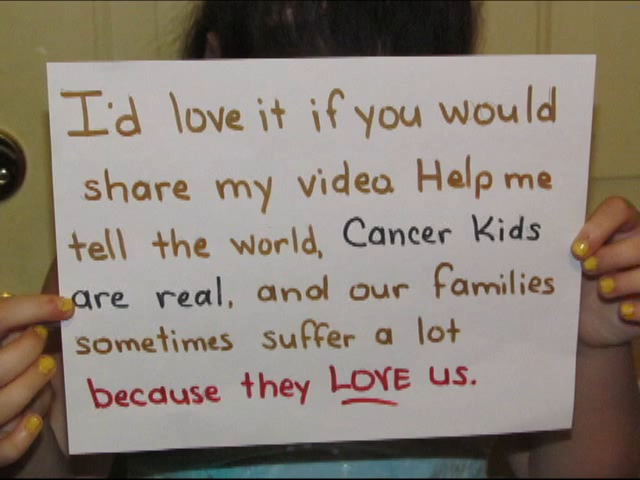 I'd love it if you would
share my video Help me
tell the world, Cancer Kids
are real, and our families
sometimes suffer a lot
because they LOVE us.